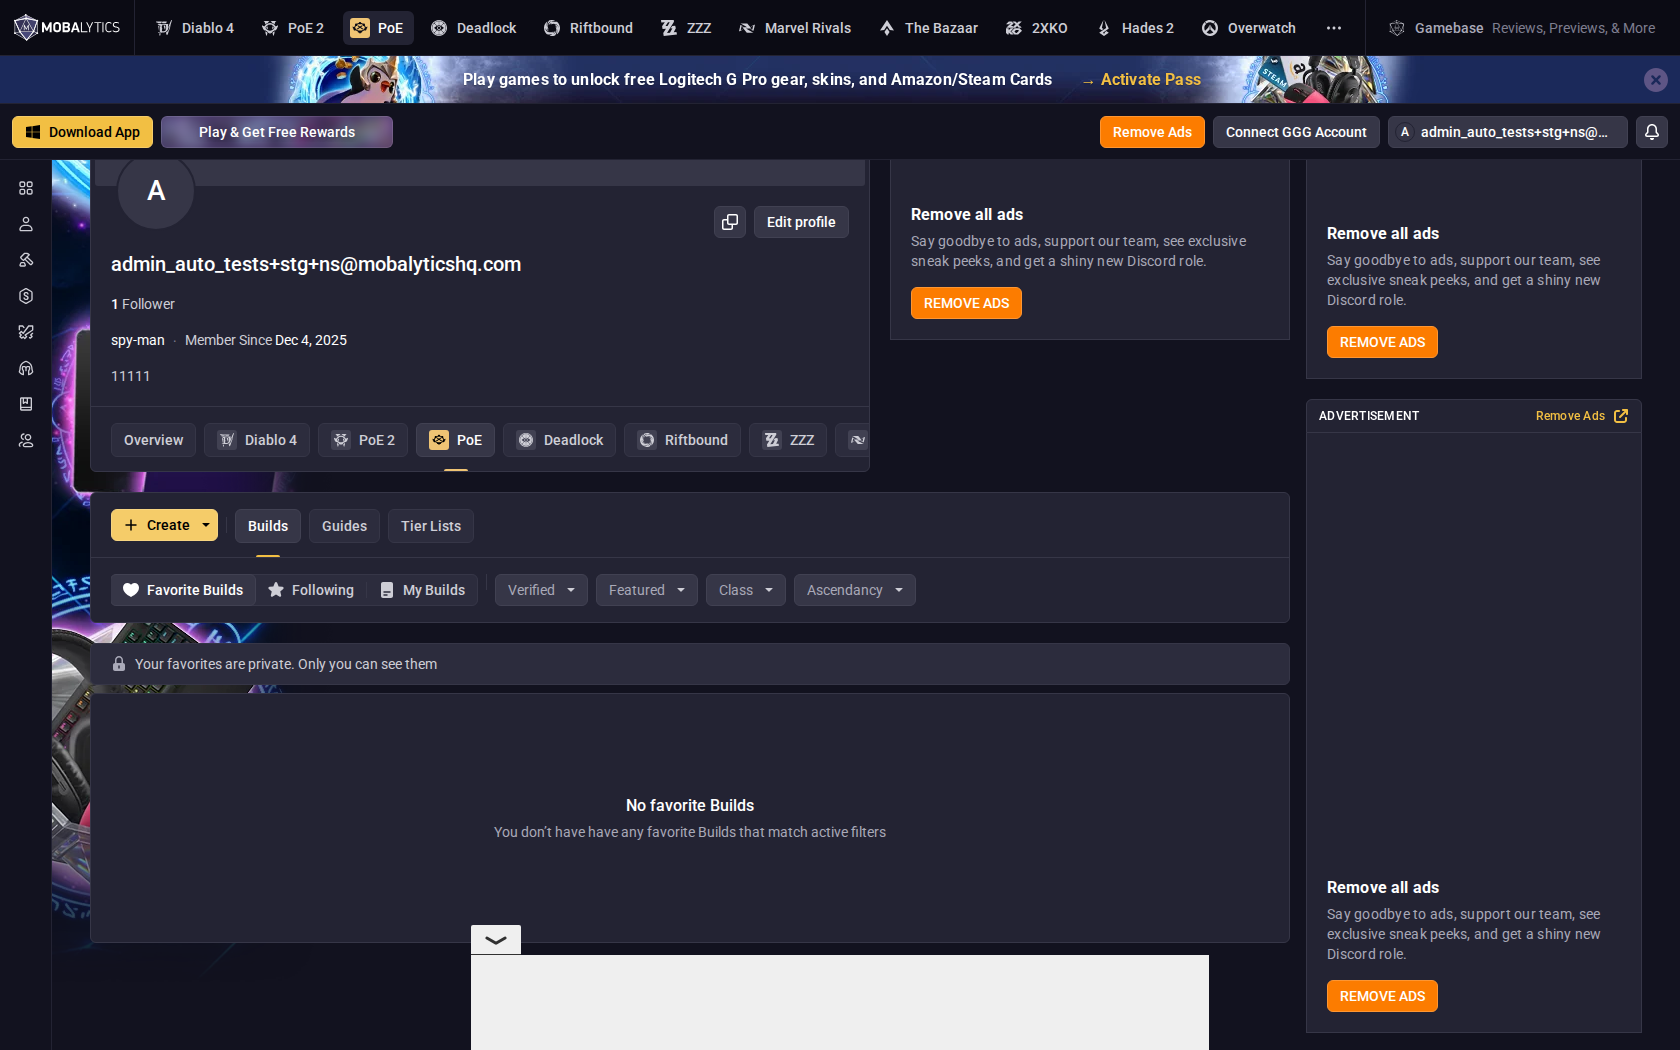 MOBALYTICS
Diablo 4
PoE 2
PoE
Deadlock
Riftbound
ZZZ
Marvel Rivals
The Bazaar
2XKO
Hades 2
Overwatch
Gamebase Reviews, Previews, & More
Play games to unlock free Logitech G Pro gear, skins, and Amazon/Steam Cards → Activate Pass
STEAM
Download App
Play & Get Free Rewards
Remove Ads
Connect GGG Account
A admin_auto_tests+stg+ns@...
A
Edit profile
admin_auto_tests+stg+ns@mobalyticshq.com
1 Follower
spy-man · Member Since Dec 4, 2025
11111
Overview
Diablo 4
PoE 2
PoE
Deadlock
Riftbound
ZZZ
Remove all ads
Say goodbye to ads, support our team, see exclusive
sneak peeks, and get a shiny new Discord role.
REMOVE ADS
Remove all ads
Say goodbye to ads, support our team, see
exclusive sneak peeks, and get a shiny new
Discord role.
REMOVE ADS
ADVERTISEMENT
Remove Ads
Create
Builds
Guides
Tier Lists
Favorite Builds
Following
My Builds
Verified
Featured
Class
Ascendancy
Your favorites are private. Only you can see them
No favorite Builds
You don't have have any favorite Builds that match active filters
Remove all ads
Say goodbye to ads, support our team, see
exclusive sneak peeks, and get a shiny new
Discord role.
REMOVE ADS